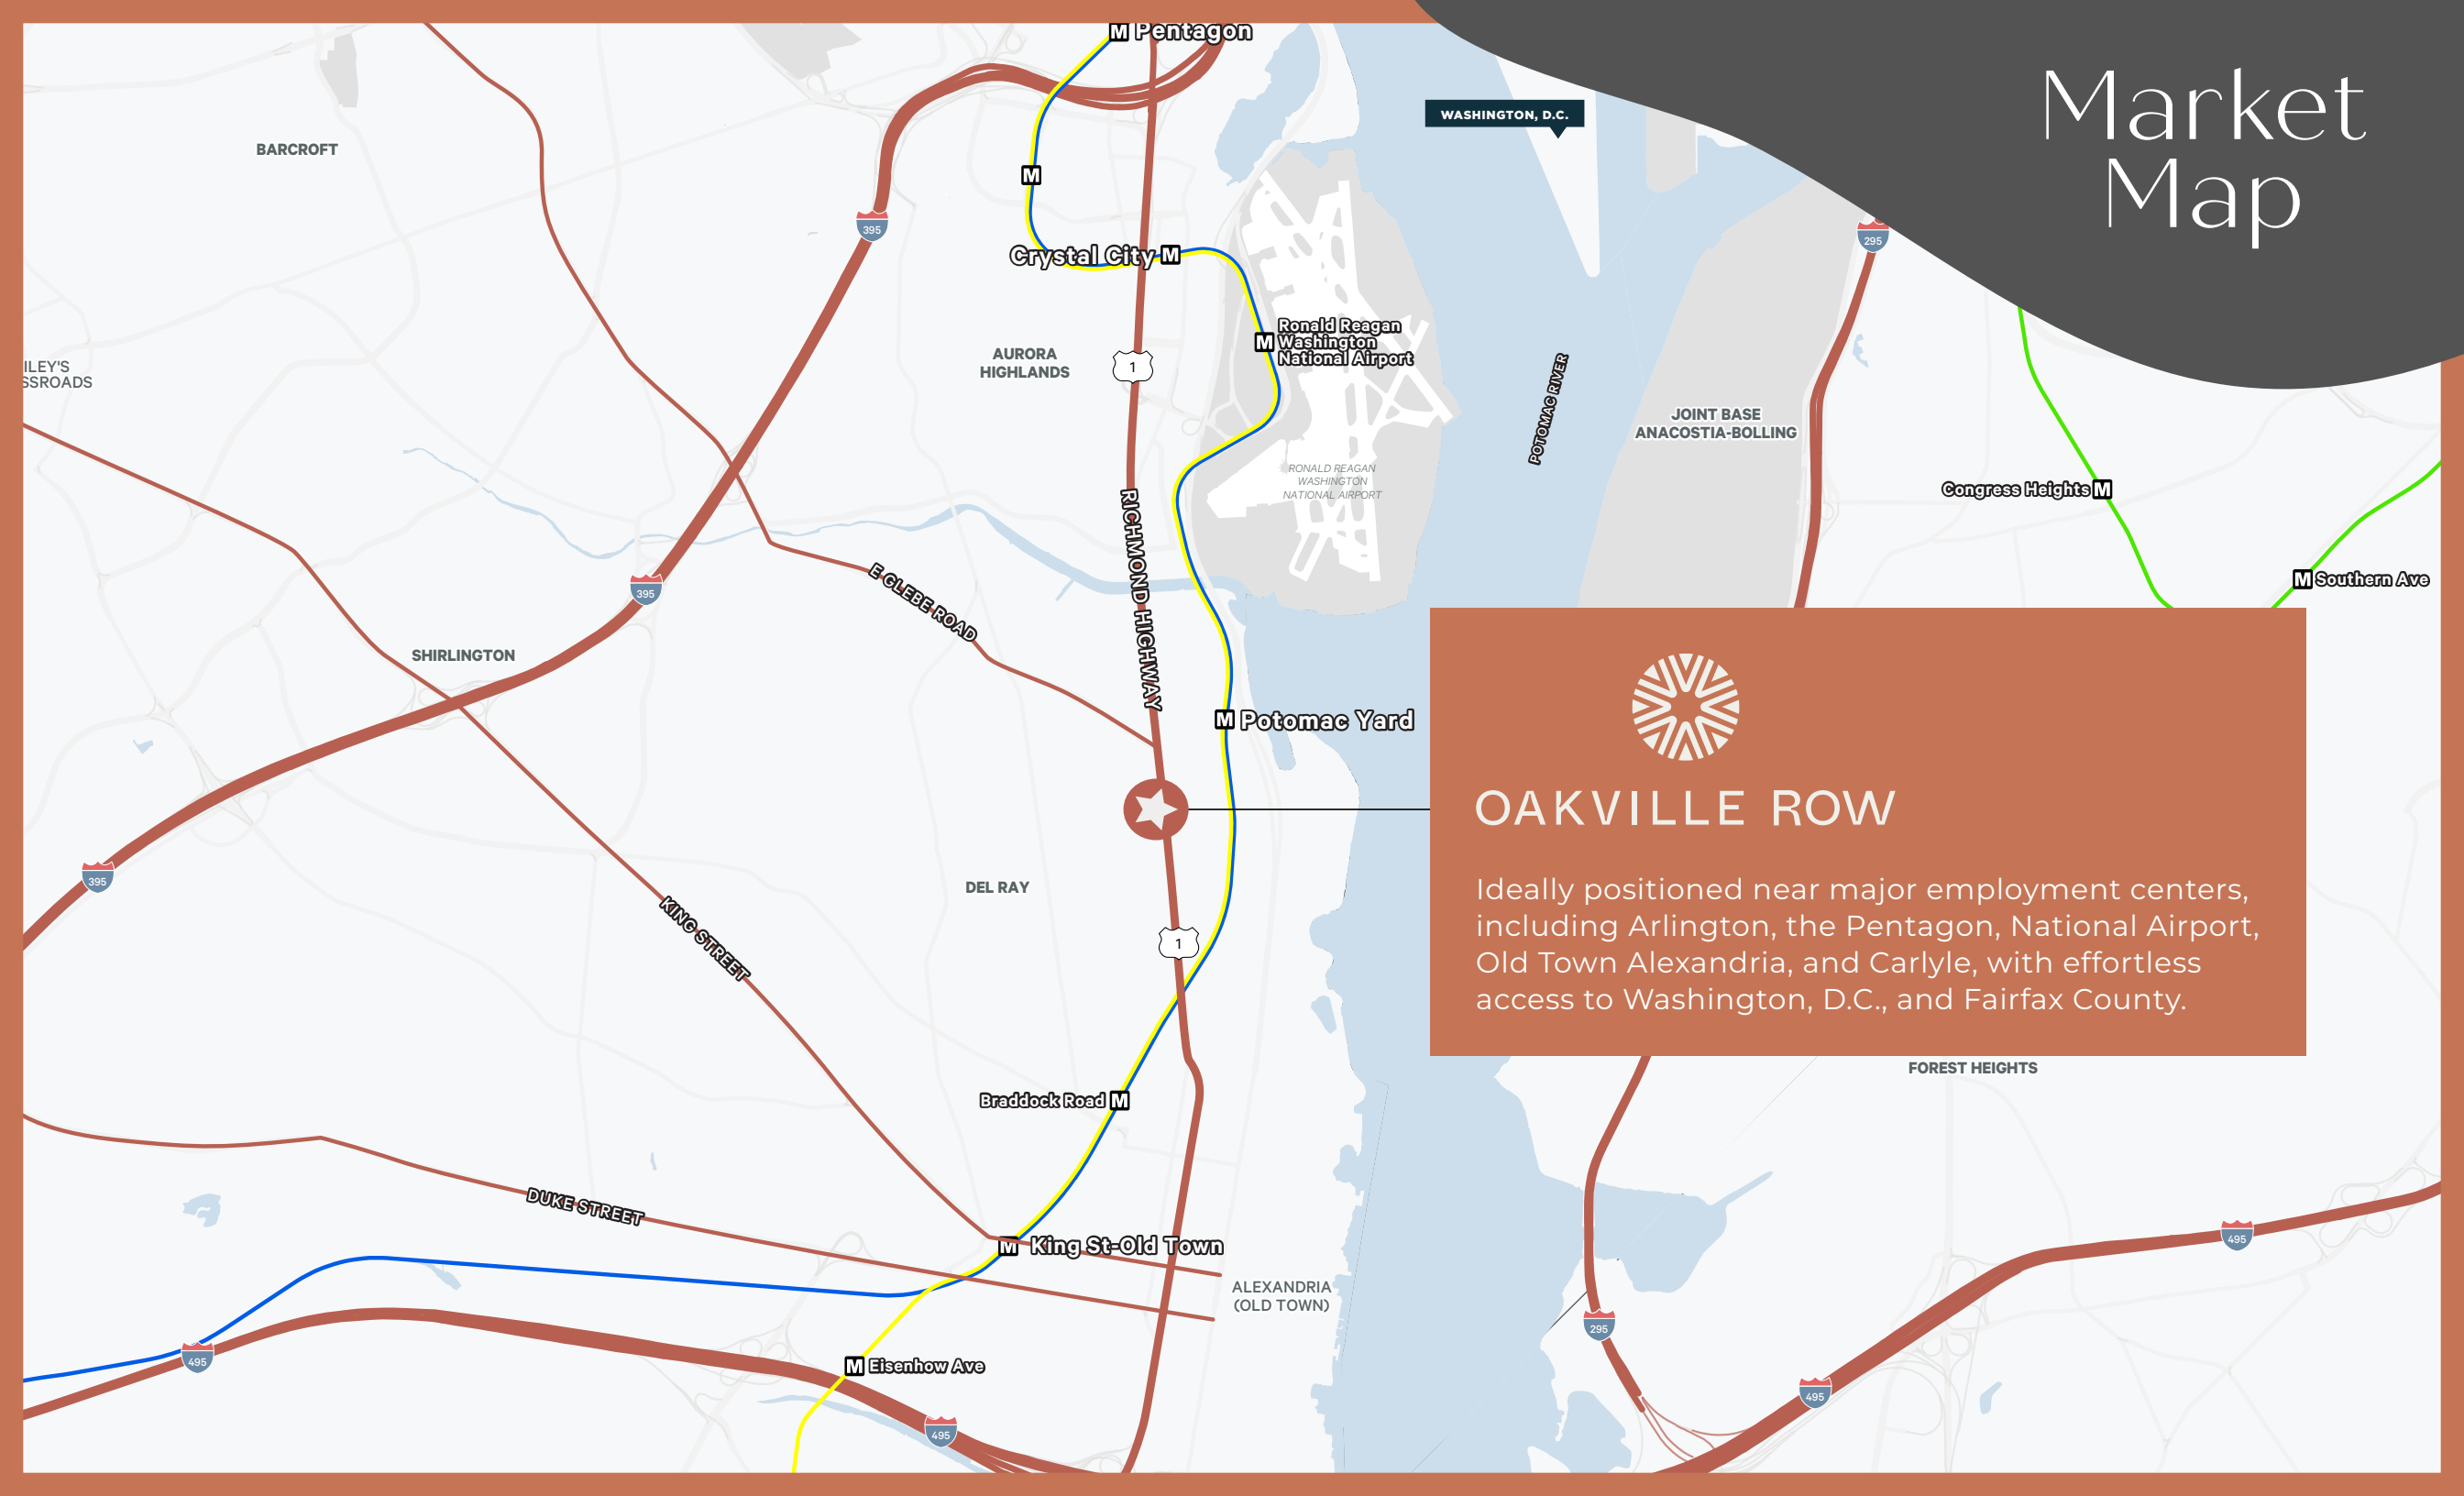 Market
Map
M Pentagon
WASHINGTON, D.C.
BARCROFT
M
395
295
Crystal City M
Ronald Reagan
M Washington
National Airport
AURORA
HIGHLANDS
1
ILEY'S
SSROADS
POTOMAC RIVER
JOINT BASE
ANACOSTIA-BOLLING
RONALD REAGAN
WASHINGTON
NATIONAL AIRPORT
Congress Heights M
RICHMOND HIGHWAY
M Southern Ave
395
E GLEBE ROAD
SHIRLINGTON
M Potomac Yard
OAKVILLE ROW
Ideally positioned near major employment centers,
including Arlington, the Pentagon, National Airport,
Old Town Alexandria, and Carlyle, with effortless
access to Washington, D.C., and Fairfax County.
395
DEL RAY
KING STREET
1
FOREST HEIGHTS
Braddock Road M
DUKE STREET
M King St-Old Town
495
ALEXANDRIA
(OLD TOWN)
295
495
M Eisenhow Ave
495
495